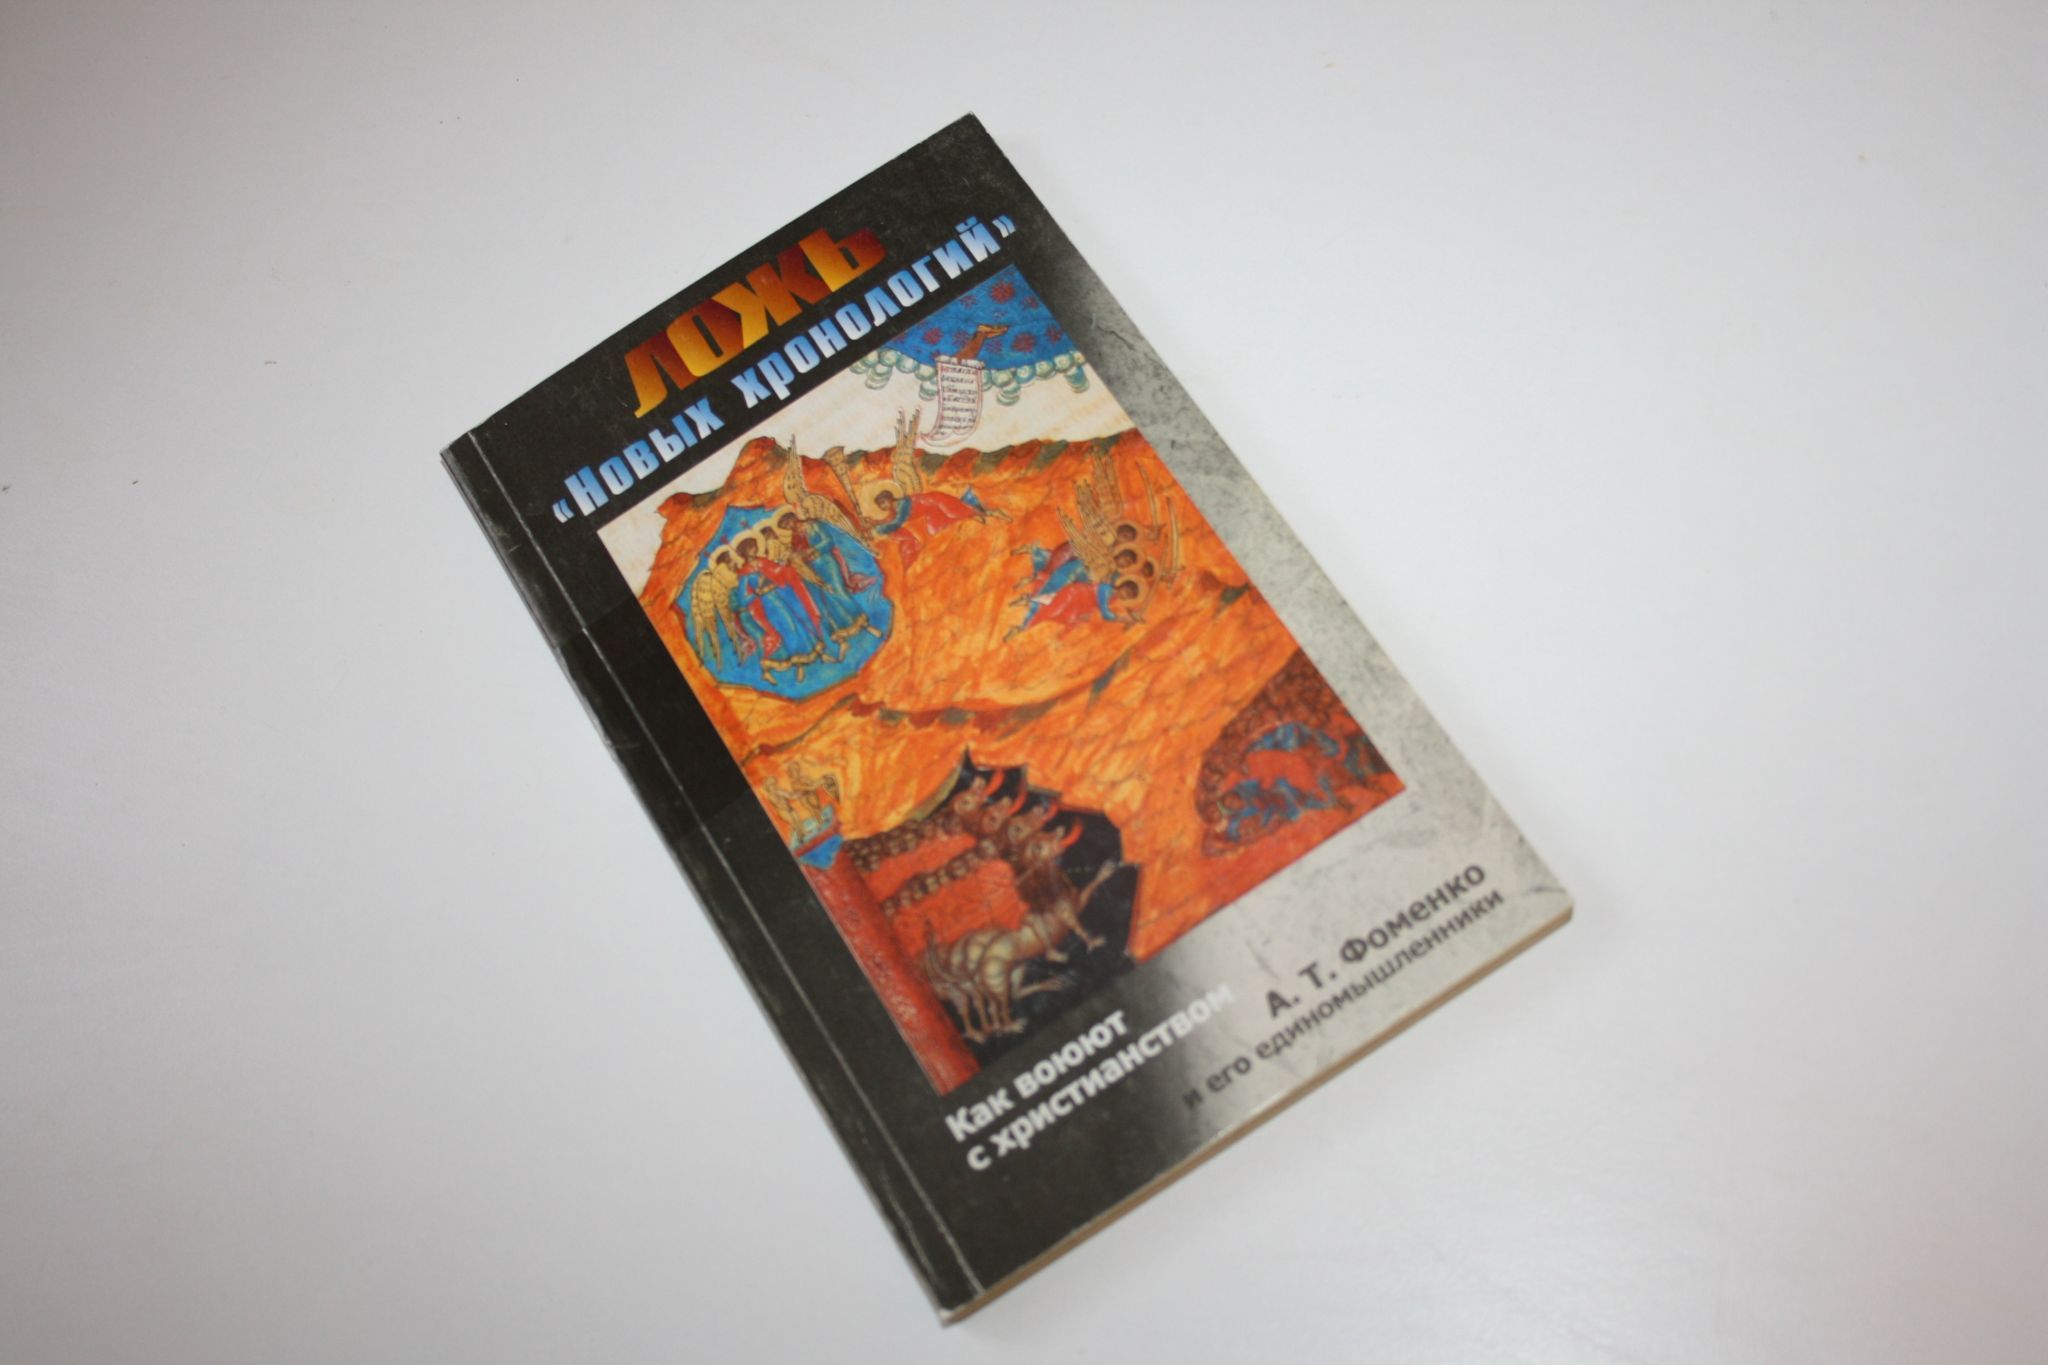 ЛОЖЬ
«Новых хронологий»
Как воюют
с христианством
А. Т. Фоменко
и его единомышленники